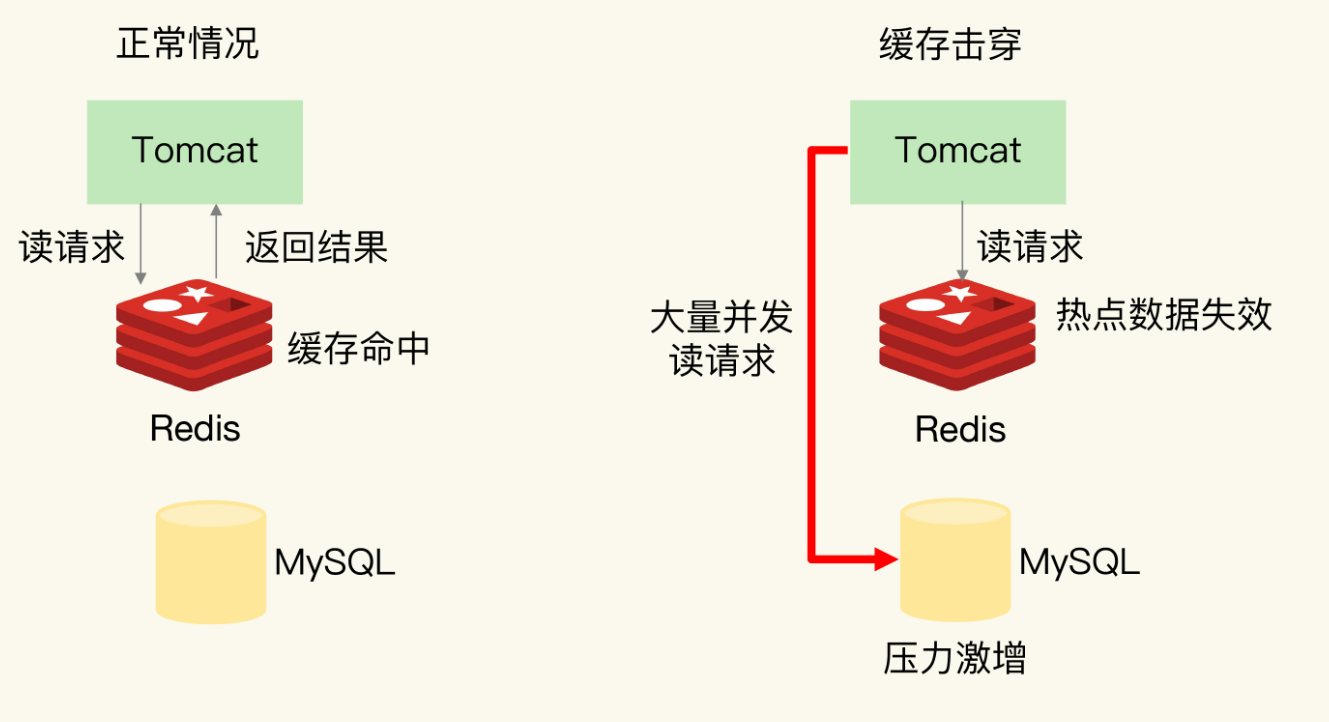 正常情况
Tomcat
读请求
返回结果
缓存命中
Redis
MySQL
缓存击穿
Tomcat
读请求
热点数据失效
大量并发
读请求
Redis
MySQL
压力激增